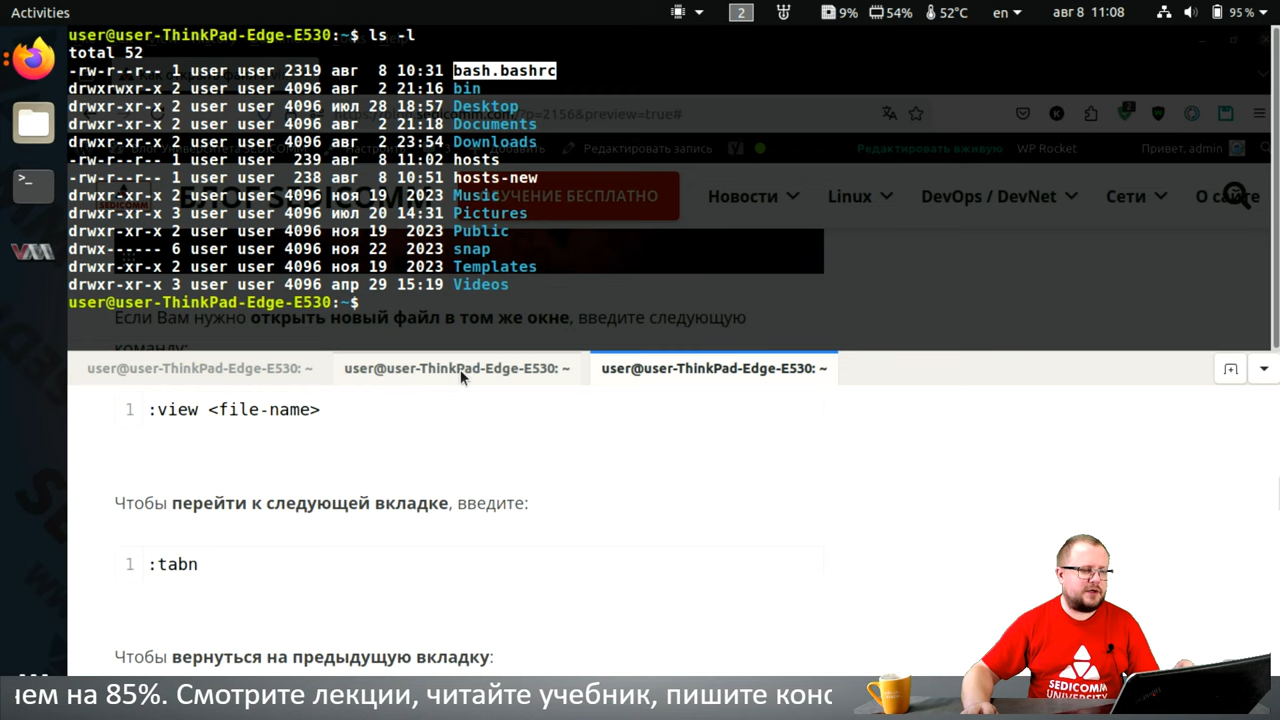 Activities
2
9%
54%
52°C
en
авг 8 11:08
95%
user@user-ThinkPad-Edge-E530:~$ ls -l
total 52
-rw-r--r-- 1 user user 2319 авг 8 10:31 bash.bashrc
drwxrwxr-x 2 user user 4096 авг 2 21:16 bin
drwxr-xr-x 2 user user 4096 июл 28 18:57 Desktop
drwxr-xr-x 2 user user 4096 авг 2 21:18 Documents
drwxr-xr-x 2 user user 4096 авг 2 23:54 Downloads
-rw-r--r-- 1 user user 239 авг 8 11:02 hosts
-rw-r--r-- 1 user user 238 авг 8 10:51 hosts-new
drwxr-xr-x 2 user user 4096 авг Music
drwxr-xr-x 3 user user 4096 июл 20 14:31 Pictures
drwxr-xr-x 2 user user 4096 ноя 19 2023 Public
drwx------ 6 user user 4096 ноя 22 2023 snap
drwxr-xr-x 2 user user 4096 ноя 19 2023 Templates
drwxr-xr-x 3 user user 4096 апр 29 15:19 Videos
user@user-ThinkPad-Edge-E530:~$
?p=2156&preview=true#
Редактировать запись
Редактировать вживую
WP Rocket
Привет, admin
БЛОГ SEDICOMM
БЕСПЛАТНО
Новости
Linux
DevOps / DevNet
Сети
О сайте
Если Вам нужно открыть новый файл в том же окне, введите следующую
команду:
user@user-ThinkPad-Edge-E530: ~
user@user-ThinkPad-Edge-E530: ~
user@user-ThinkPad-Edge-E530: ~
1 :view <file-name>
Чтобы перейти к следующей вкладке, введите:
1 :tabn
Чтобы вернуться на предыдущую вкладку:
SEDICOMM
UNIVERSITY
на 85%. Смотрите лекции, читайте учебник, пишите